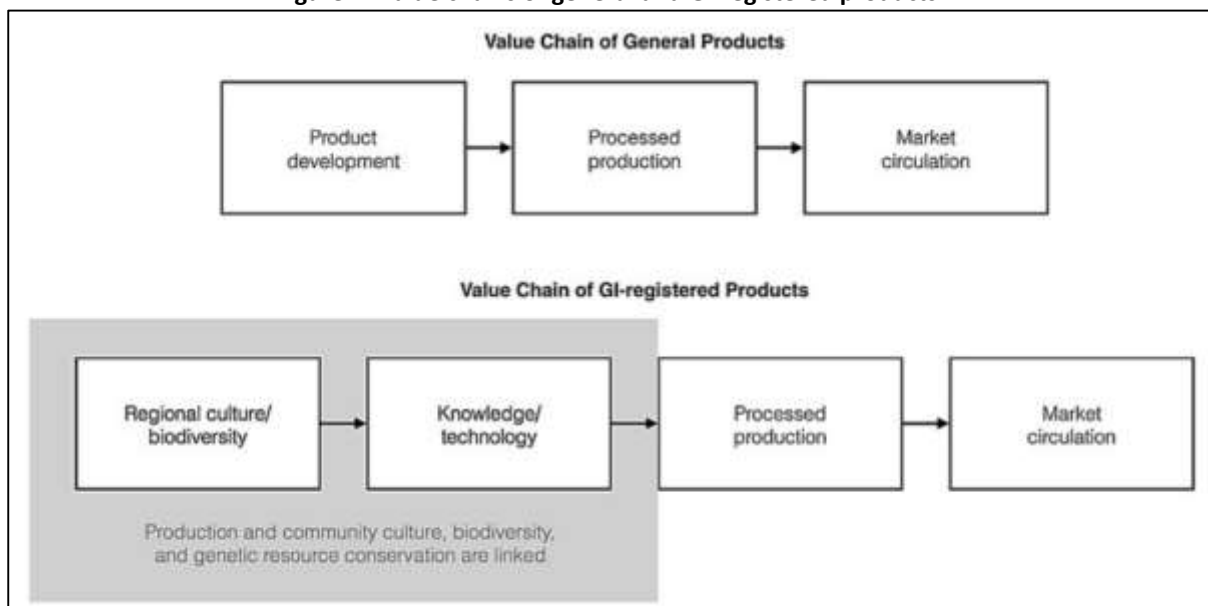 Value Chain of General Products
Product
development
Processed
production
Market
circulation
Value Chain of GI-registered Products
Regional culture/
biodiversity
Knowledge/
technology
Processed
production
Market
circulation
Production and community culture, biodiversity,
and genetic resource conservation are linked